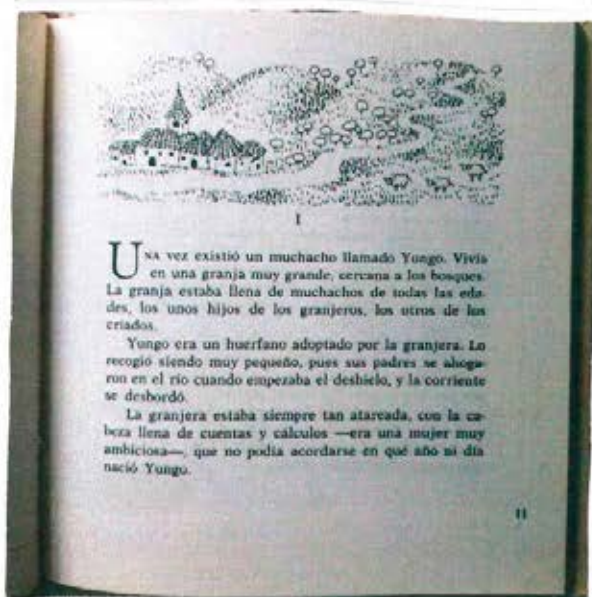 I
UNA vez existió un muchacho llamado Yungo. Vivía
en una granja muy grande, cercana a los bosques.
La granja estaba llena de muchachos de todas las eda-
des, los unos hijos de los granjeros, los otros de los
criados.
Yungo era un huérfano adoptado por la granjera. Lo
recogió siendo muy pequeño, pues sus padres se ahoga-
ron en el río cuando empezaba el deshielo, y la corriente
se desbordó.
La granjera estaba siempre tan atareada, con la ca-
beza llena de cuentas y cálculos —era una mujer muy
ambiciosa—, que no podía acordarse en qué año ni día
nació Yungo.
11